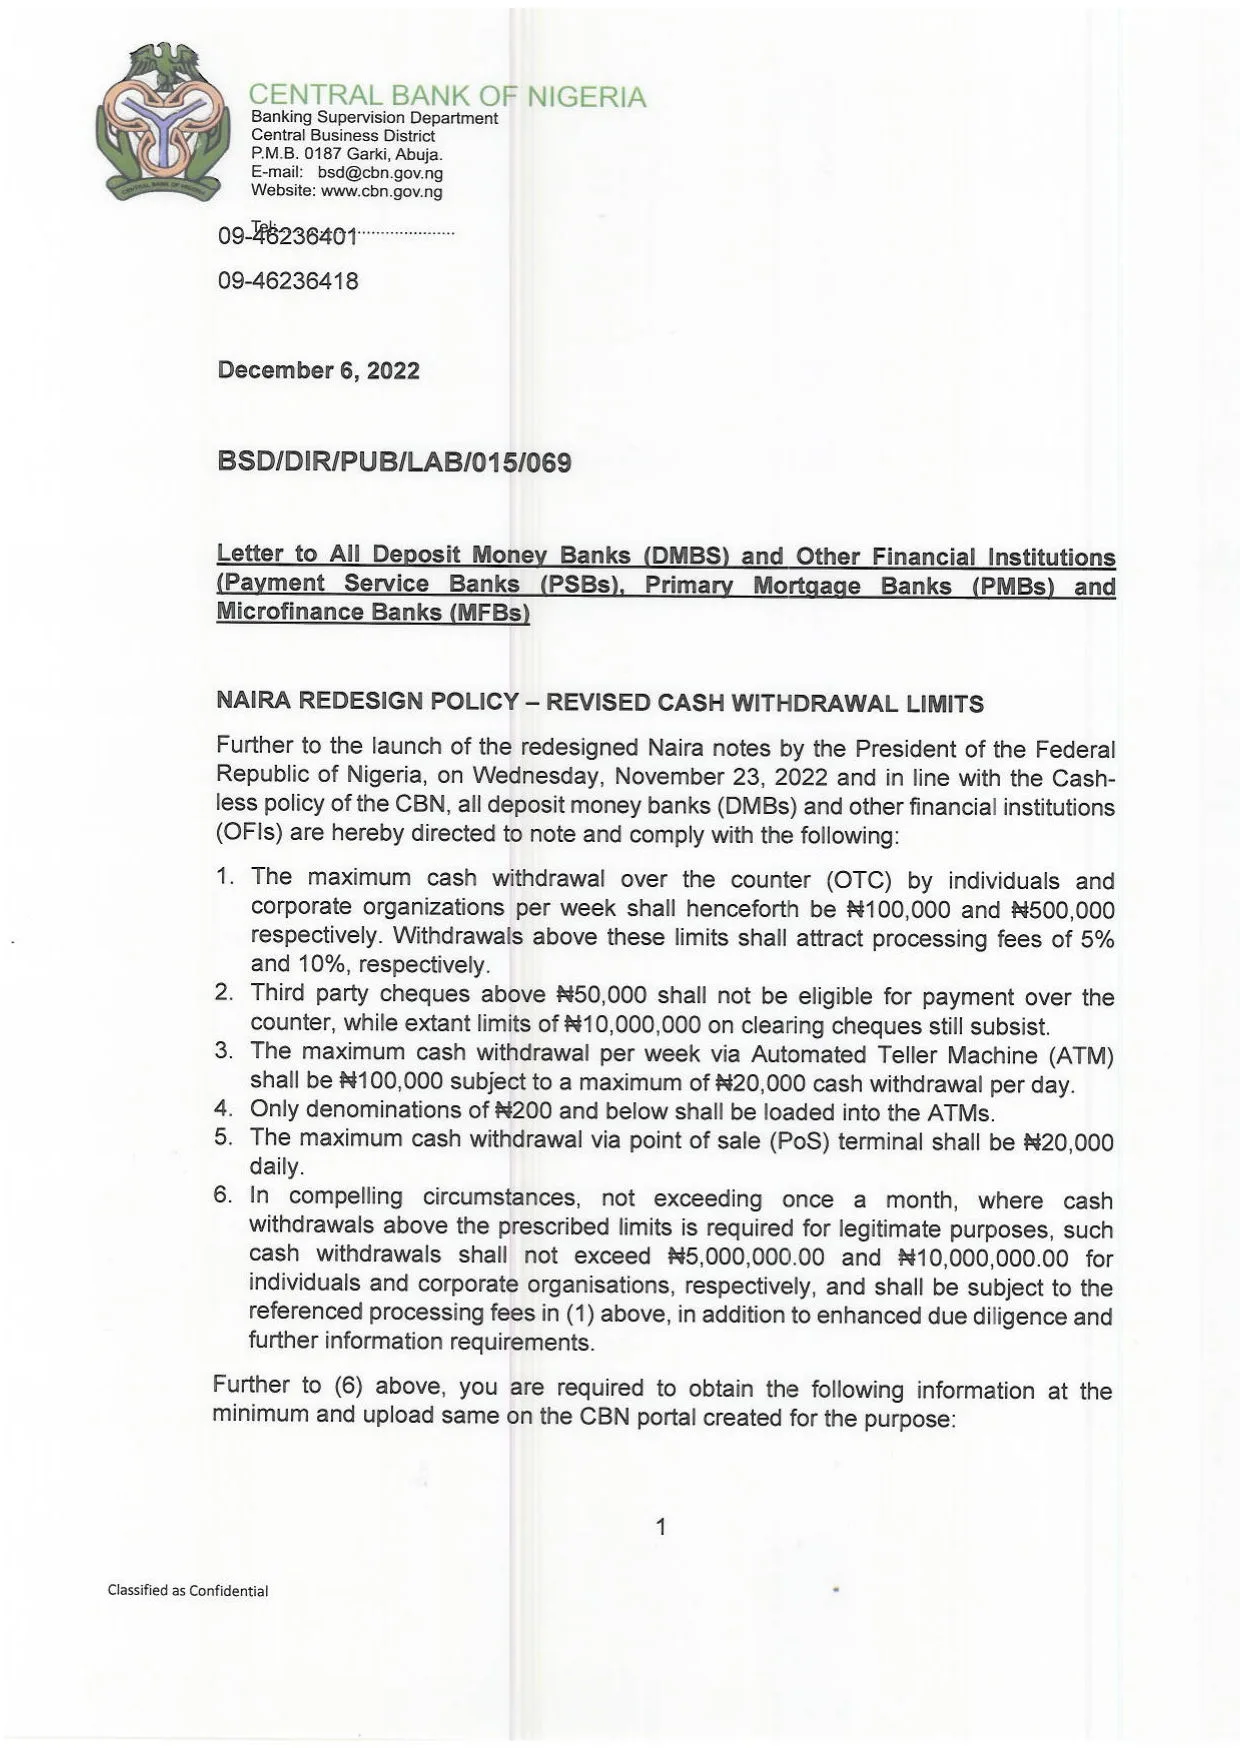 CENTRAL BANK OF NIGERIA
Banking Supervision Department
Central Business District
P.M.B. 0187 Garki, Abuja.
E-mail: bsd@cbn.gov.ng
Website: www.cbn.gov.ng
CENTRAL BANK OF NIGERIA
Tel:........................
09-46236401
09-46236418
December 6, 2022
BSD/DIR/PUB/LAB/015/069
Letter to All Deposit Money Banks (DMBS) and Other Financial Institutions
(Payment Service Banks (PSBs), Primary Mortgage Banks (PMBs) and
Microfinance Banks (MFBs)
NAIRA REDESIGN POLICY – REVISED CASH WITHDRAWAL LIMITS
Further to the launch of the redesigned Naira notes by the President of the Federal
Republic of Nigeria, on Wednesday, November 23, 2022 and in line with the Cash-
less policy of the CBN, all deposit money banks (DMBs) and other financial institutions
(OFIs) are hereby directed to note and comply with the following:
1. The maximum cash withdrawal over the counter (OTC) by individuals and
corporate organizations per week shall henceforth be ₦100,000 and ₦500,000
respectively. Withdrawals above these limits shall attract processing fees of 5%
and 10%, respectively.
2. Third party cheques above ₦50,000 shall not be eligible for payment over the
counter, while extant limits of ₦10,000,000 on clearing cheques still subsist.
3. The maximum cash withdrawal per week via Automated Teller Machine (ATM)
shall be ₦100,000 subject to a maximum of ₦20,000 cash withdrawal per day.
4. Only denominations of ₦200 and below shall be loaded into the ATMs.
5. The maximum cash withdrawal via point of sale (PoS) terminal shall be ₦20,000
daily.
6. In compelling circumstances, not exceeding once a month, where cash
withdrawals above the prescribed limits is required for legitimate purposes, such
cash withdrawals shall not exceed ₦5,000,000.00 and ₦10,000,000.00 for
individuals and corporate organisations, respectively, and shall be subject to the
referenced processing fees in (1) above, in addition to enhanced due diligence and
further information requirements.
Further to (6) above, you are required to obtain the following information at the
minimum and upload same on the CBN portal created for the purpose:
1
Classified as Confidential